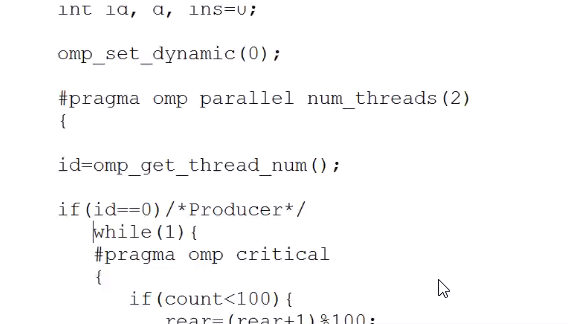 int id, d, ins=0;
omp_set_dynamic(0);
#pragma omp parallel num_threads(2)
{
id=omp_get_thread_num();
if(id==0)/*Producer*/
while(1){
#pragma omp critical
{
if(count<100){
rear=(rear+1)%100;